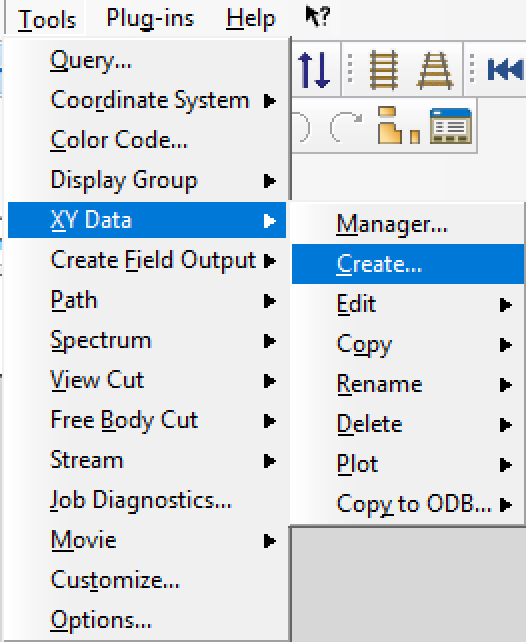 Tools Plug-ins Help ?
Query...
Coordinate System
Color Code...
Display Group
XY Data
Create Field Output
Path
Spectrum
View Cut
Free Body Cut
Stream
Job Diagnostics...
Movie
Customize...
Options...
Manager...
Create...
Edit
Copy
Rename
Delete
Plot
Copy to ODB...